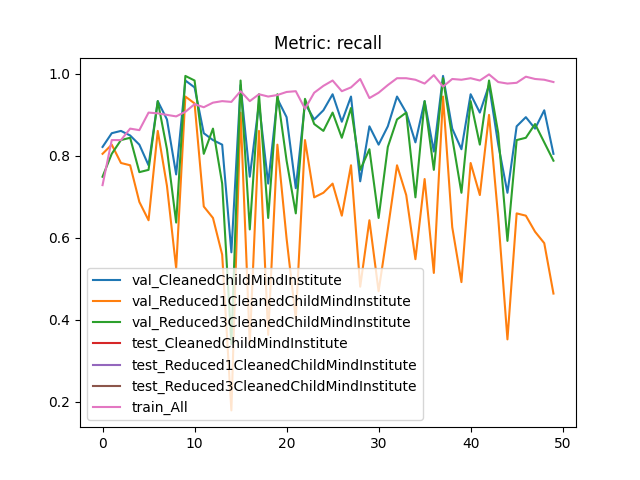 Metric: recall
1.0
0.8
0.6
0.4
0.2
val_CleanedChildMindInstitute
val_Reduced1CleanedChildMindInstitute
val_Reduced3CleanedChildMindInstitute
test_CleanedChildMindInstitute
test_Reduced1CleanedChildMindInstitute
test_Reduced3CleanedChildMindInstitute
train_All
0 10 20 30 40 50